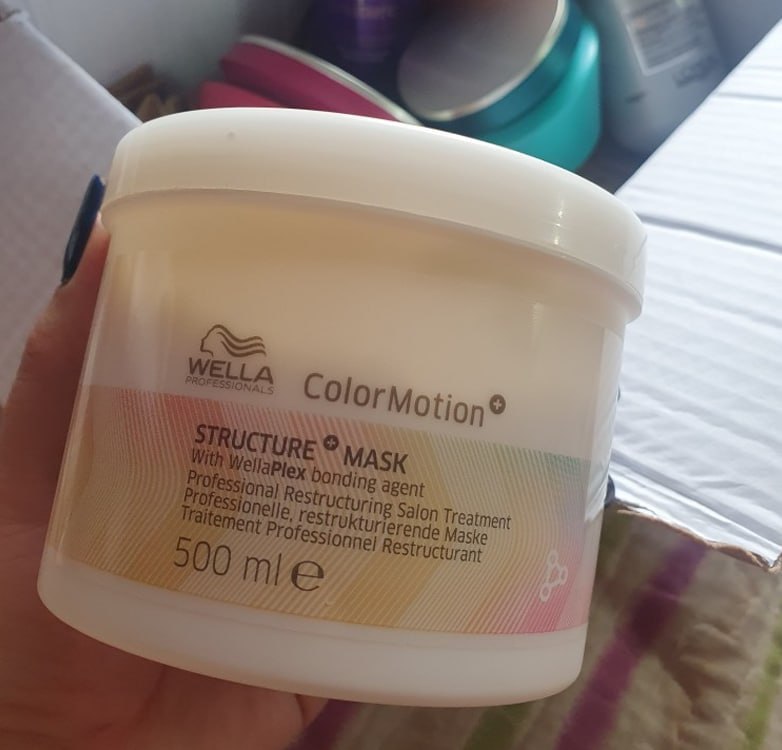 WELLA
PROFESSIONALS
ColorMotion+
STRUCTURE+ MASK
With WellaPlex bonding agent
Professional Restructuring Salon Treatment
Professionelle, restrukturierende Maske
Traitement Professionnel Restructurant
500 ml ℮